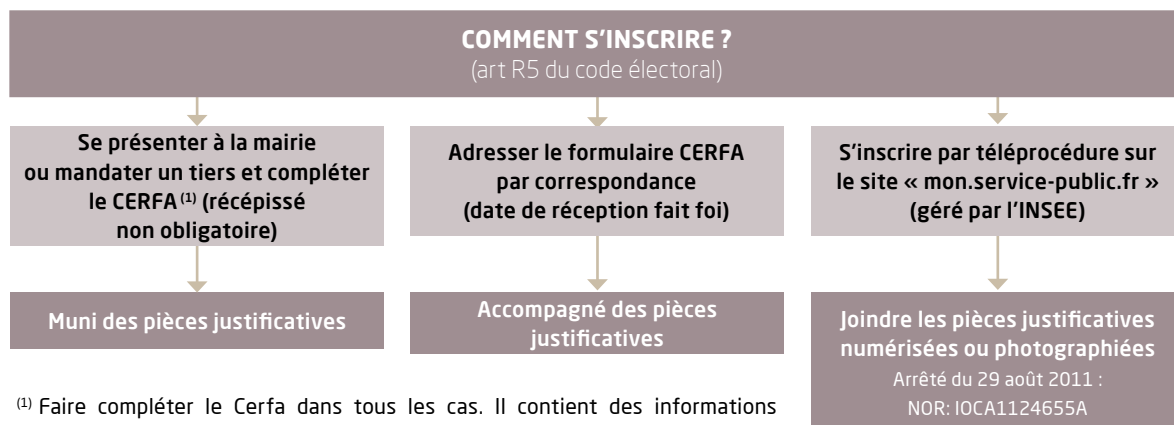 COMMENT S'INSCRIRE ?
(art R5 du code électoral)
Se présenter à la mairie
ou mandater un tiers et compléter
le CERFA (1) (récépissé
non obligatoire)
Adresser le formulaire CERFA
par correspondance
(date de réception fait foi)
S'inscrire par téléprocédure sur
le site « mon.service-public.fr »
(géré par l'INSEE)
Muni des pièces justificatives
Accompagné des pièces
justificatives
Joindre les pièces justificatives
numérisées ou photographiées
Arrêté du 29 août 2011 :
NOR: IOCA1124655A
(1) Faire compléter le Cerfa dans tous les cas. Il contient des informations